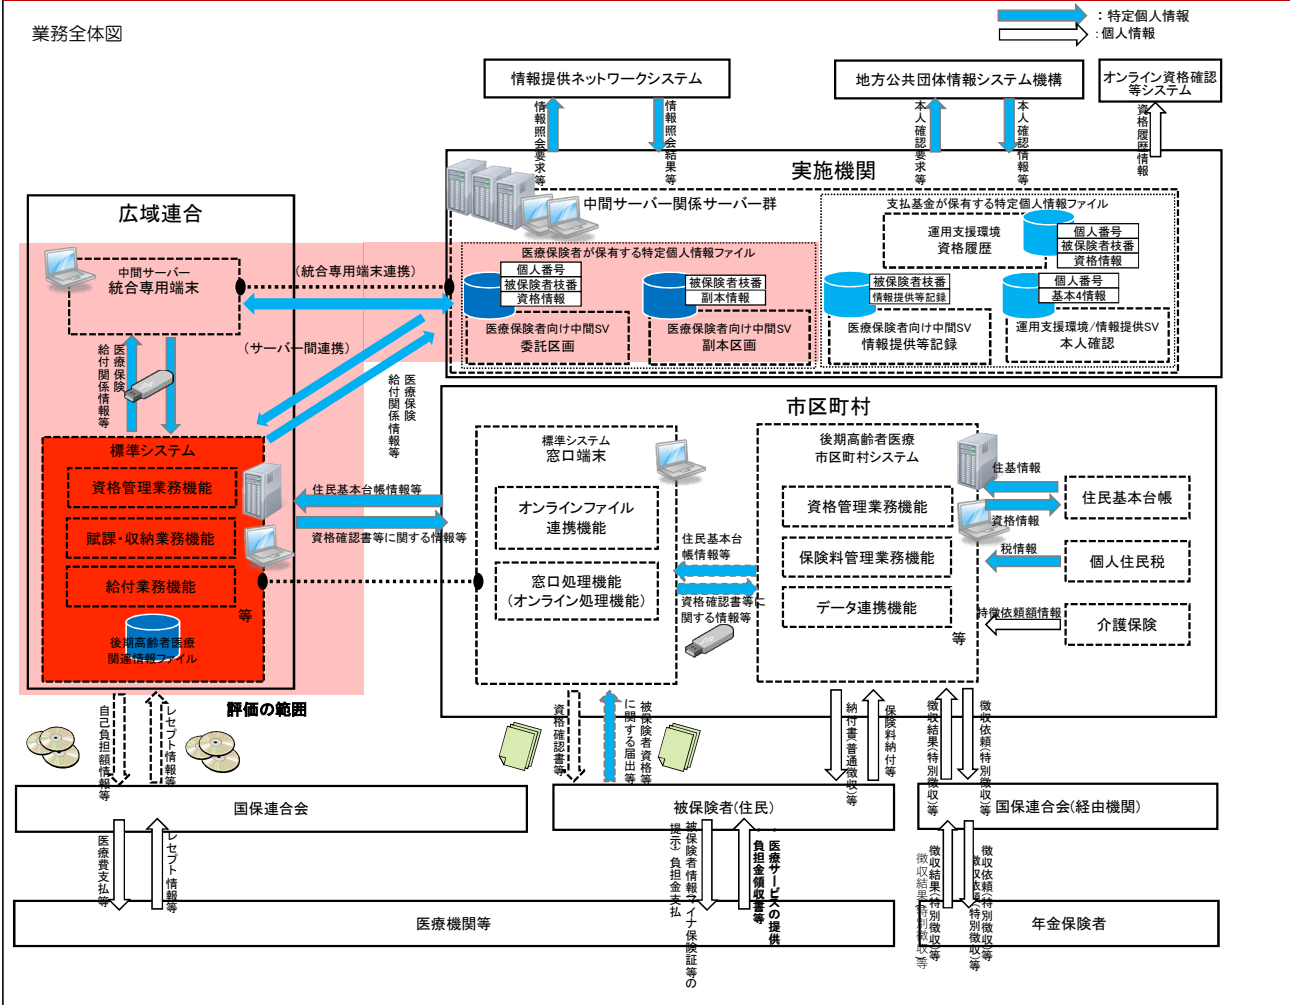 業務全体図
：特定個人情報
：個人情報
情報提供ネットワークシステム
地方公共団体情報システム機構
オンライン資格確認
等システム
情報照会要求等
情報照会結果等
本人確認要求等
本人確認情報等
資格履歴情報
実施機関
中間サーバー関係サーバー群
医療保険者が保有する特定個人情報ファイル
個人番号
被保険者枝番
資格情報
医療保険者向け中間SV
委託区画
被保険者枝番
副本情報
医療保険者向け中間SV
副本区画
支払基金が保有する特定個人情報ファイル
運用支援環境
資格履歴
個人番号
被保険者枝番
資格情報
被保険者枝番
情報提供等記録
医療保険者向け中間SV
情報提供等記録
個人番号
基本4情報
運用支援環境/情報提供SV
本人確認
広域連合
中間サーバー
統合専用端末
（統合専用端末連携）
（サーバー間連携）
医療保険
給付関係情報等
医療保険
給付関係情報等
標準システム
資格管理業務機能
賦課・収納業務機能
給付業務機能
等
後期高齢者医療
関連情報ファイル
評価の範囲
住民基本台帳情報等
資格確認書等に関する情報等
市区町村
標準システム
窓口端末
オンラインファイル
連携機能
窓口処理機能
（オンライン処理機能）
住民基本台
帳情報等
資格確認書等に
関する情報等
後期高齢者医療
市区町村システム
資格管理業務機能
保険料管理業務機能
データ連携機能
等
住基情報
資格情報
税情報
特徴依頼額情報
住民基本台帳
個人住民税
介護保険
自己負担額情報等
レセプト情報等
資格確認書等
被保険者資格等
に関する届出等
納付書（普通徴収）等
保険料納付等
徴収結果（特別徴収）等
徴収依頼（特別徴収）等
国保連合会
被保険者（住民）
国保連合会（経由機関）
医療費支払等
レセプト情報等
被保険者情報（マイナ保険証等の
提示）、負担金支払
・医療サービスの提供
・負担金領収書等
徴収結果（特別徴収）等
徴収結果（特別徴収）等
徴収依頼（特別徴収）等
徴収依頼（特別徴収）等
医療機関等
年金保険者